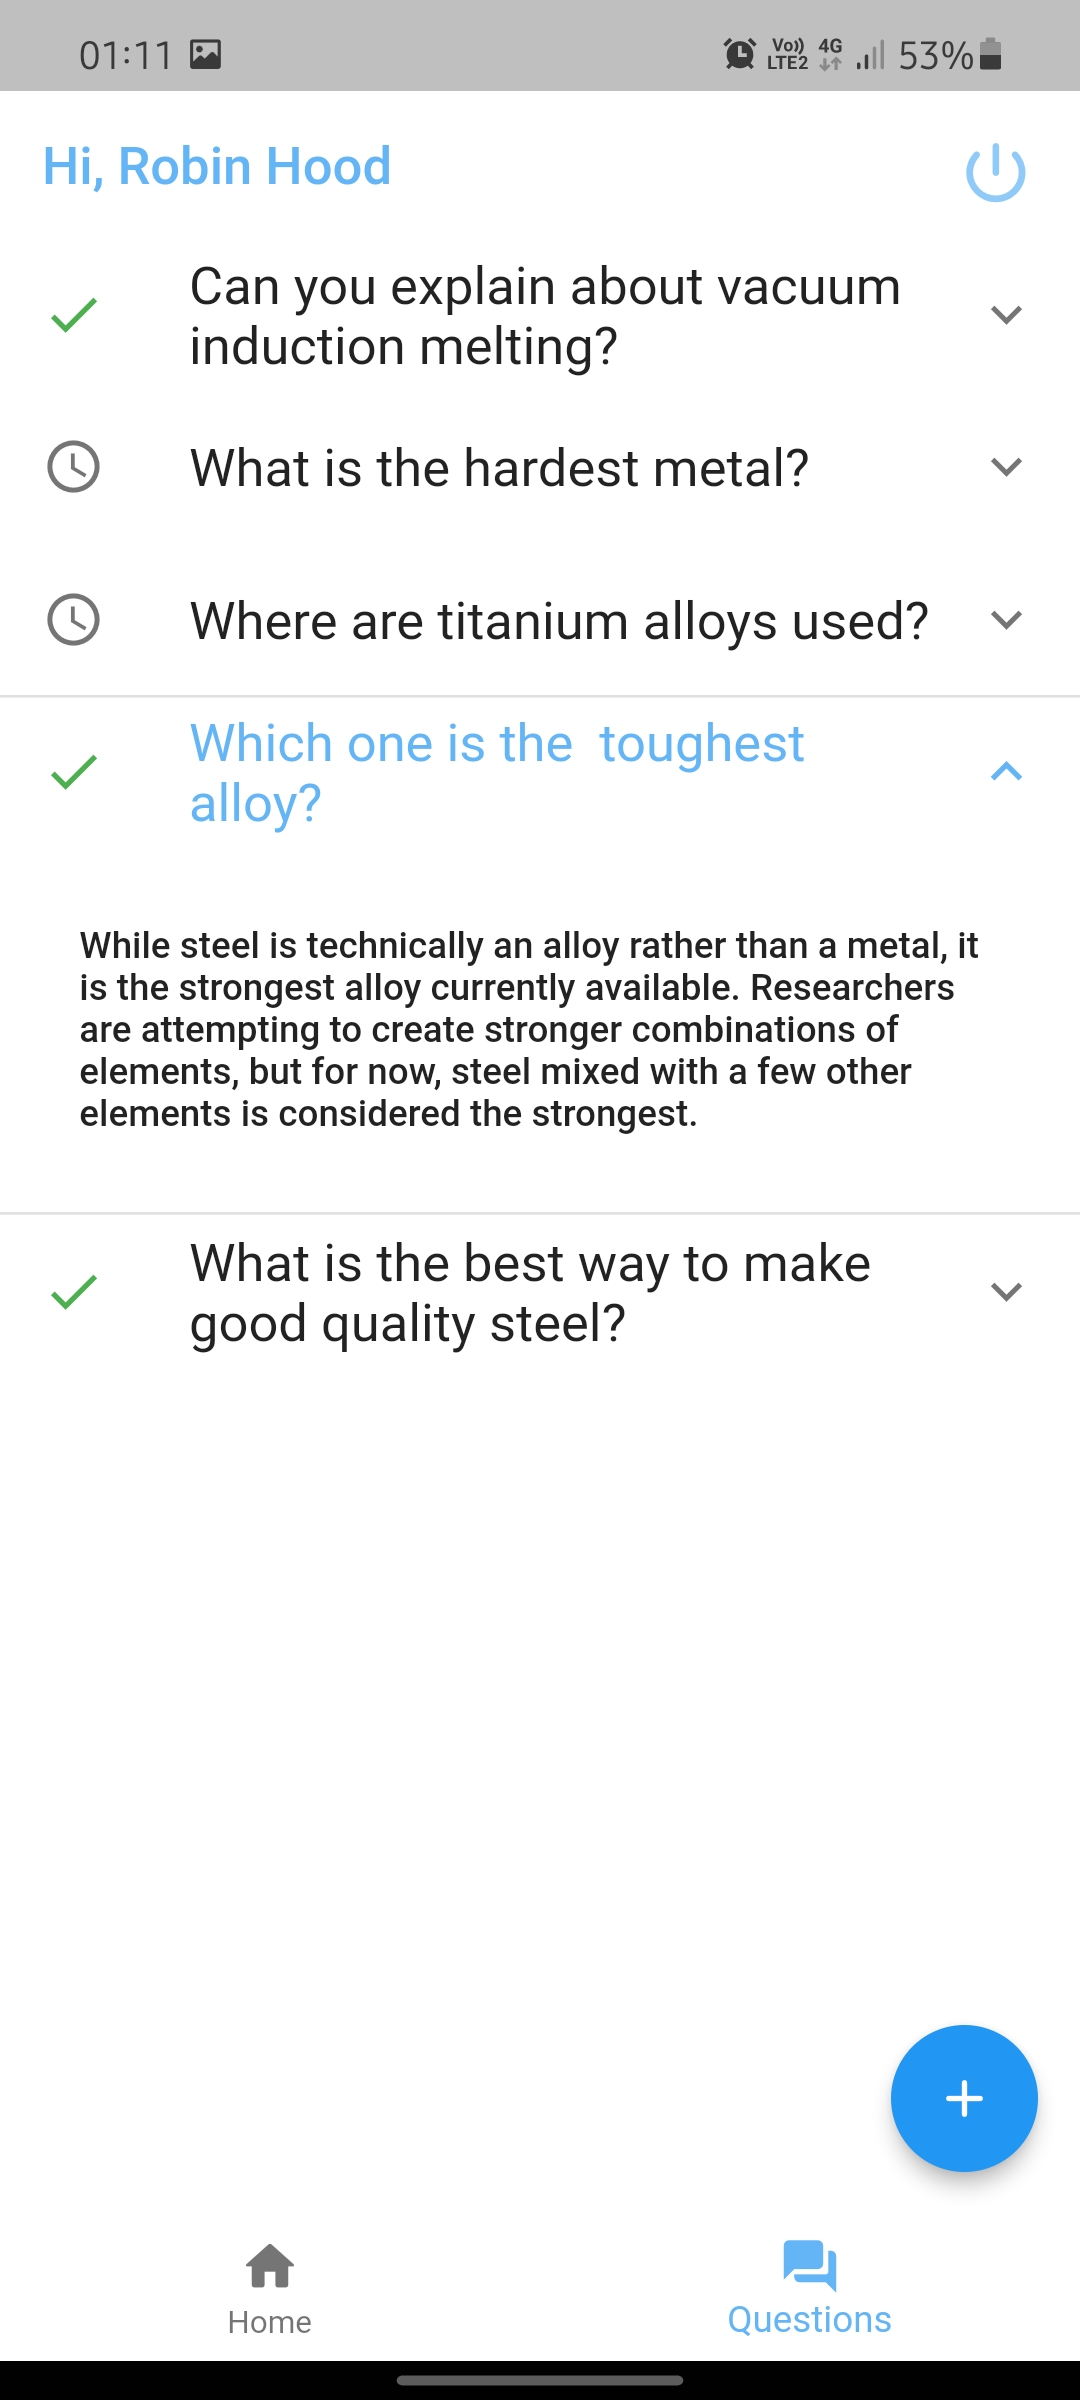 01:11
Vo)) 4G
LTE2
53%
Hi, Robin Hood
Can you explain about vacuum
induction melting?
What is the hardest metal?
Where are titanium alloys used?
Which one is the  toughest
alloy?
While steel is technically an alloy rather than a metal, it
is the strongest alloy currently available. Researchers
are attempting to create stronger combinations of
elements, but for now, steel mixed with a few other
elements is considered the strongest.
What is the best way to make
good quality steel?
Home
Questions